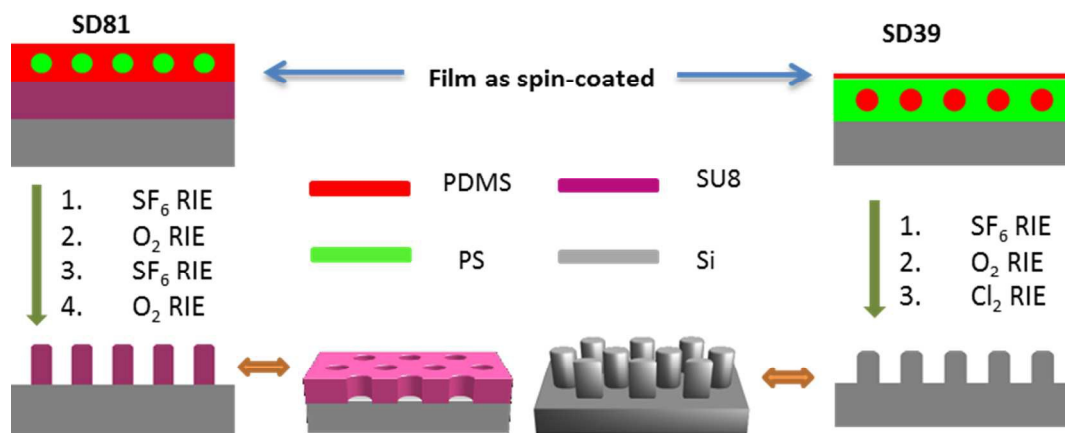 SD81
SD39
Film as spin-coated
PDMS
SU8
PS
Si
1. SF₆ RIE
2. O₂ RIE
3. SF₆ RIE
4. O₂ RIE
1. SF₆ RIE
2. O₂ RIE
3. Cl₂ RIE